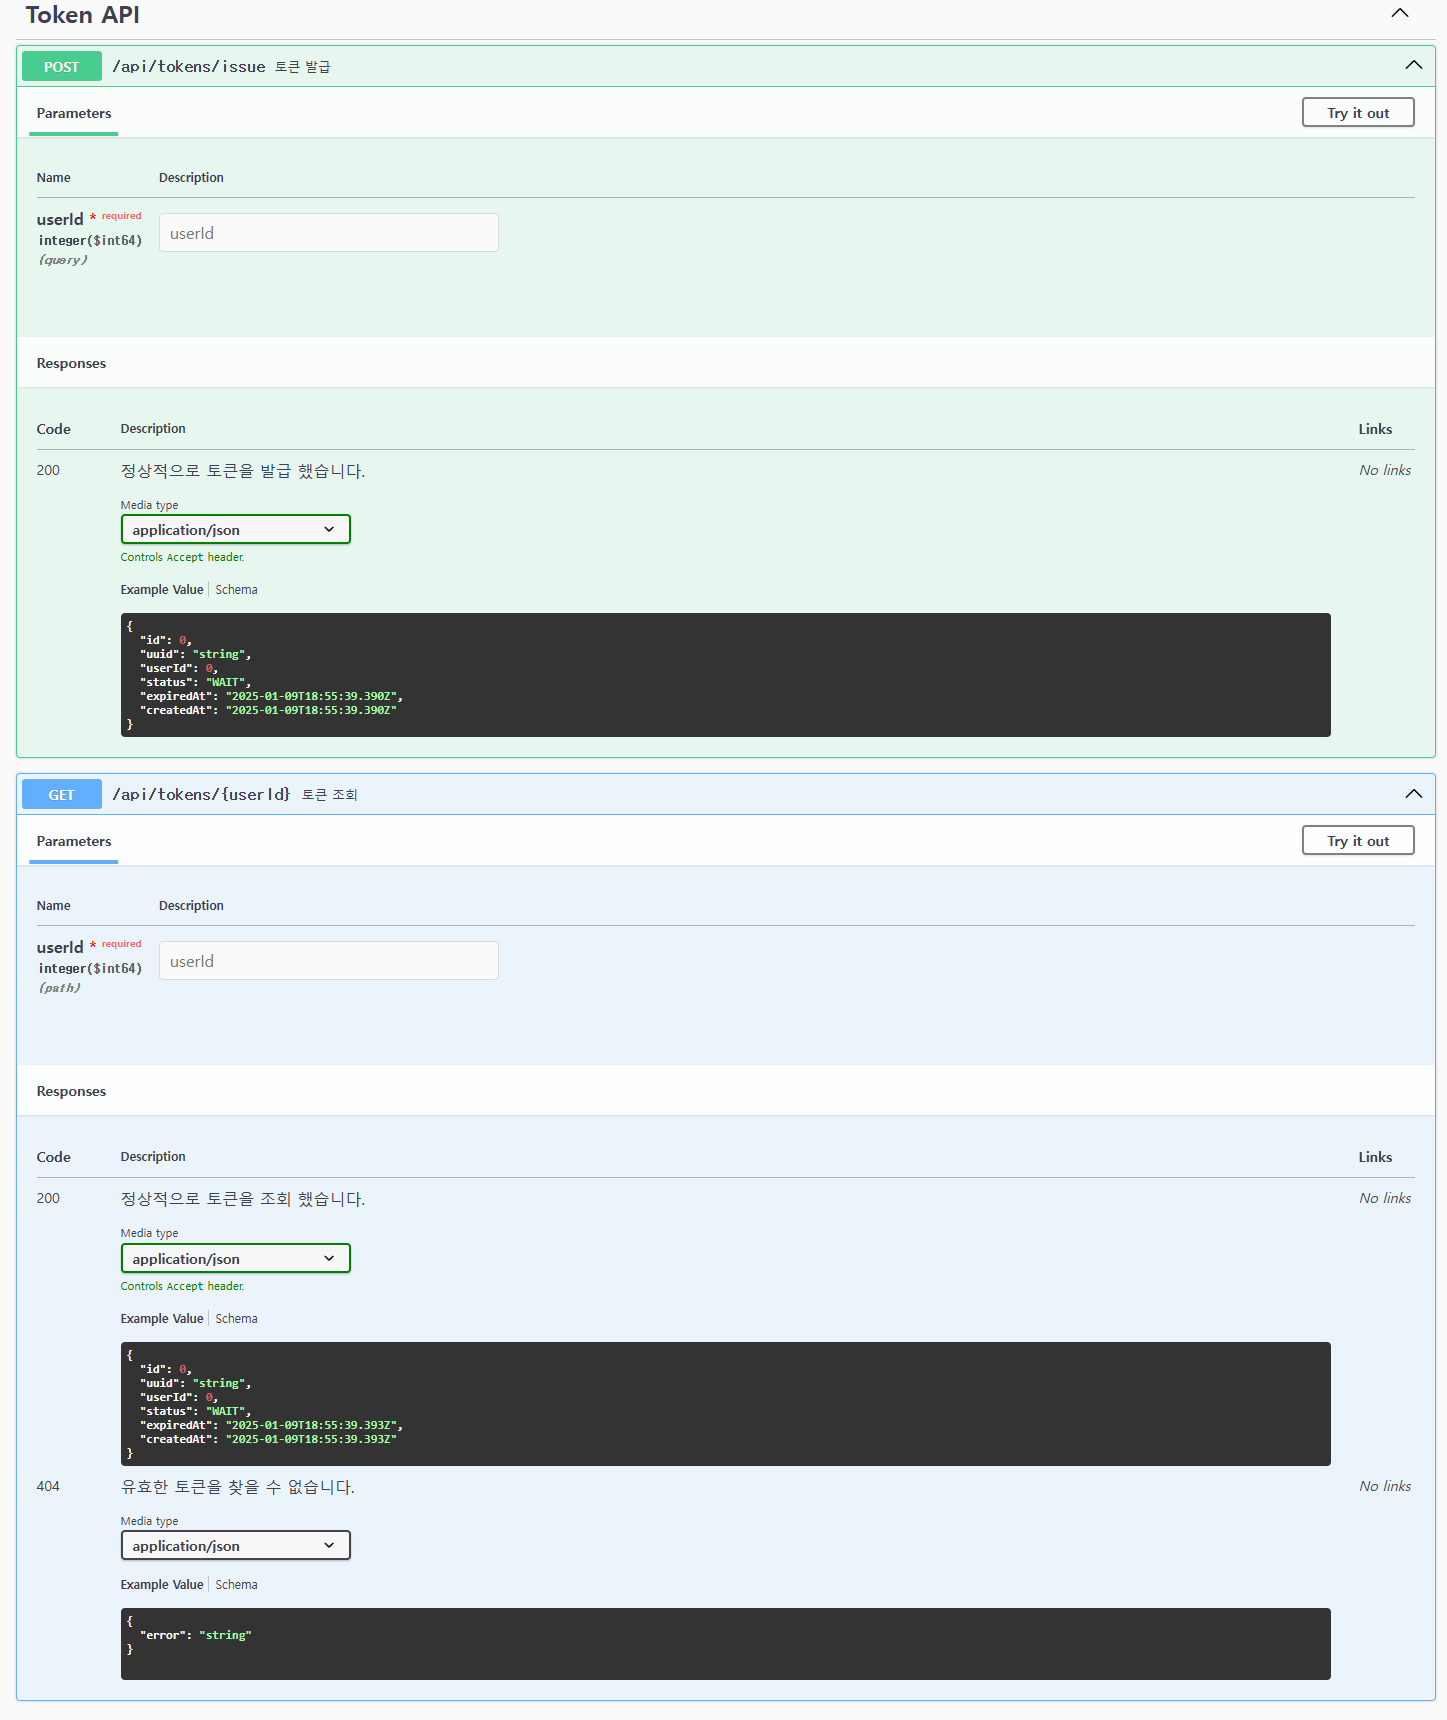 Token API
POST /api/tokens/issue 토큰 발급
Parameters
Try it out
Name Description
userId * required
integer($int64)
(query)
userId
Responses
Code Description Links
200 정상적으로 토큰을 발급 했습니다. No links
Media type
application/json
Controls Accept header.
Example Value Schema
{
"id": 0,
"uuid": "string",
"userId": 0,
"status": "WAIT",
"expiredAt": "2025-01-09T18:55:39.390Z",
"createdAt": "2025-01-09T18:55:39.390Z"
}
GET /api/tokens/{userId} 토큰 조회
Parameters
Try it out
Name Description
userId * required
integer($int64)
(path)
userId
Responses
Code Description Links
200 정상적으로 토큰을 조회 했습니다. No links
Media type
application/json
Controls Accept header.
Example Value Schema
{
"id": 0,
"uuid": "string",
"userId": 0,
"status": "WAIT",
"expiredAt": "2025-01-09T18:55:39.393Z",
"createdAt": "2025-01-09T18:55:39.393Z"
}
404 유효한 토큰을 찾을 수 없습니다. No links
Media type
application/json
Example Value Schema
{
"error": "string"
}